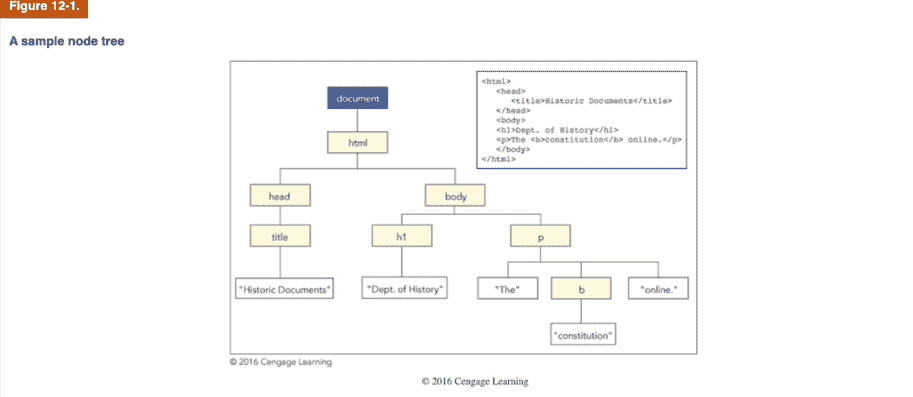 Figure 12-1.
A sample node tree
document
<html>
<head>
<title>Historic Documents</title>
</head>
<body>
<h1>Dept. of History</h1>
<p>The <b>constitution</b> online.</p>
</body>
</html>
html
head
body
title
h1
p
"Historic Documents"
"Dept. of History"
"The"
b
"online."
"constitution"
© 2016 Cengage Learning
© 2016 Cengage Learning